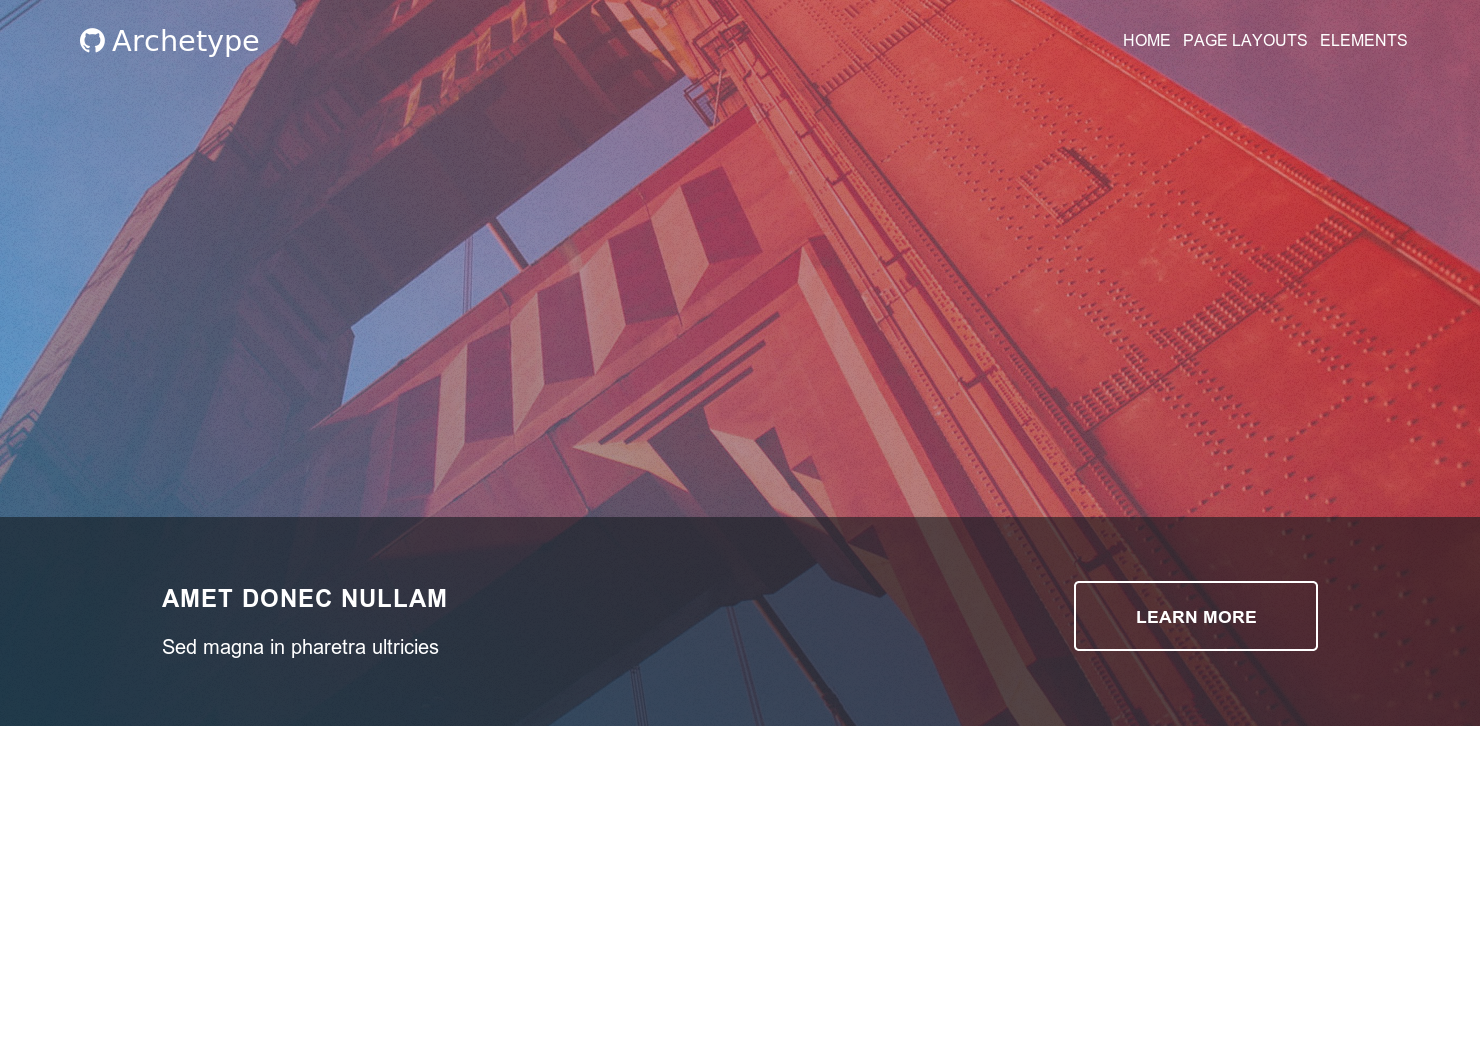 Archetype
HOME PAGE LAYOUTS ELEMENTS
AMET DONEC NULLAM
Sed magna in pharetra ultricies
LEARN MORE